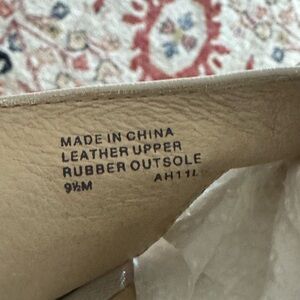 MADE IN CHINA
LEATHER UPPER
RUBBER OUTSOLE
9½M AH11L